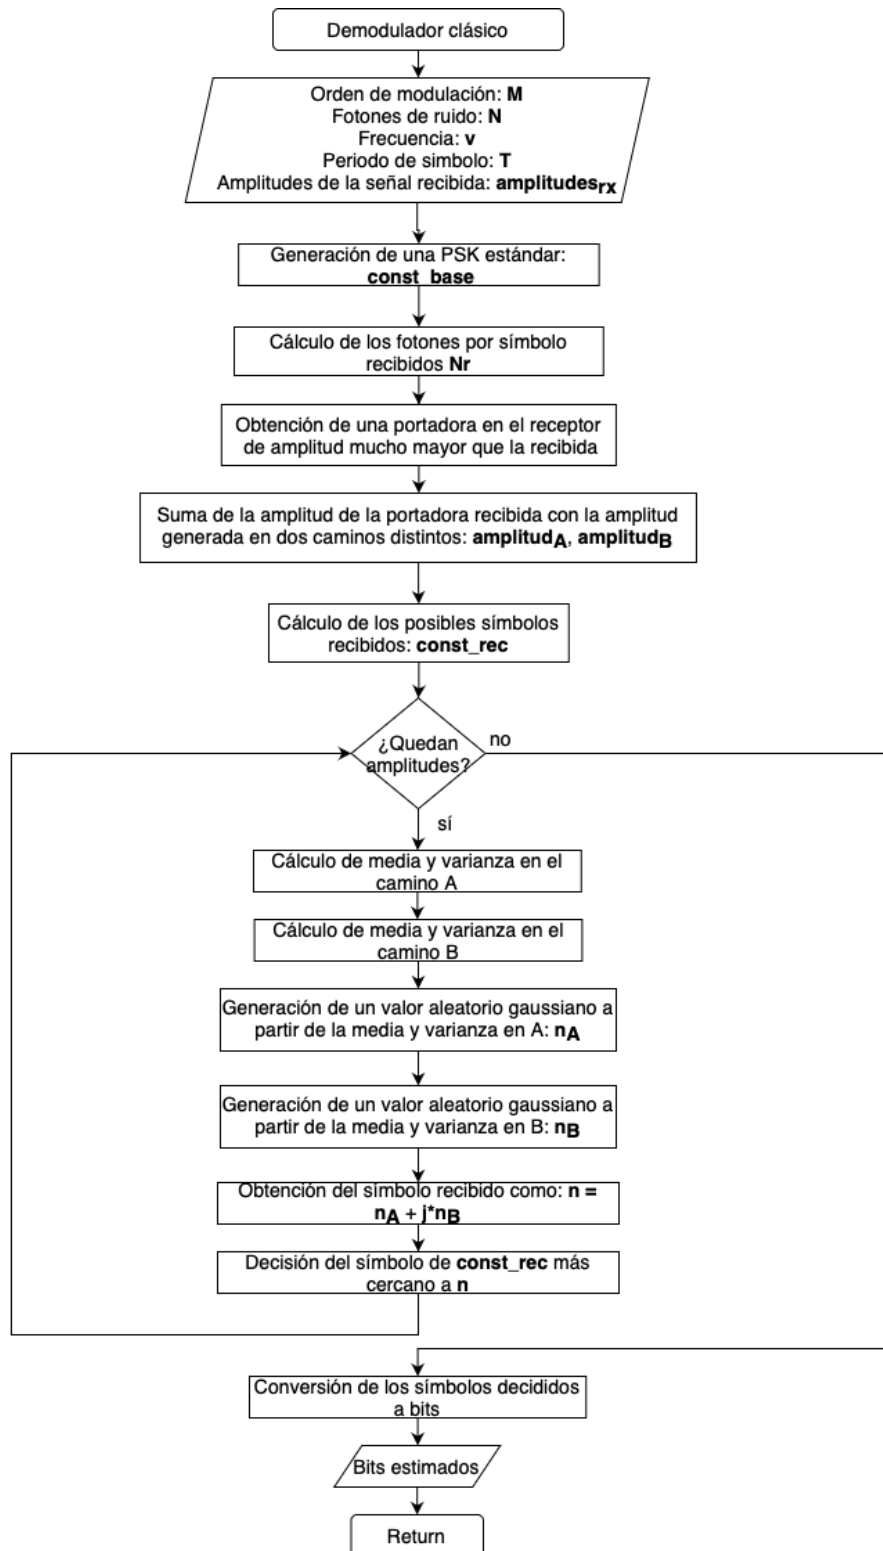 Demodulador clásico
Orden de modulación: M
Fotones de ruido: N
Frecuencia: v
Periodo de simbolo: T
Amplitudes de la señal recibida: amplitudesrx
Generación de una PSK estándar:
const_base
Cálculo de los fotones por símbolo
recibidos Nr
Obtención de una portadora en el receptor
de amplitud mucho mayor que la recibida
Suma de la amplitud de la portadora recibida con la amplitud
generada en dos caminos distintos: amplitudA, amplitudB
Cálculo de los posibles símbolos
recibidos: const_rec
¿Quedan
amplitudes?
no
sí
Cálculo de media y varianza en el
camino A
Cálculo de media y varianza en el
camino B
Generación de un valor aleatorio gaussiano a
partir de la media y varianza en A: nA
Generación de un valor aleatorio gaussiano a
partir de la media y varianza en B: nB
Obtención del símbolo recibido como: n =
nA + j*nB
Decisión del símbolo de const_rec más
cercano a n
Conversión de los símbolos decididos
a bits
Bits estimados
Return